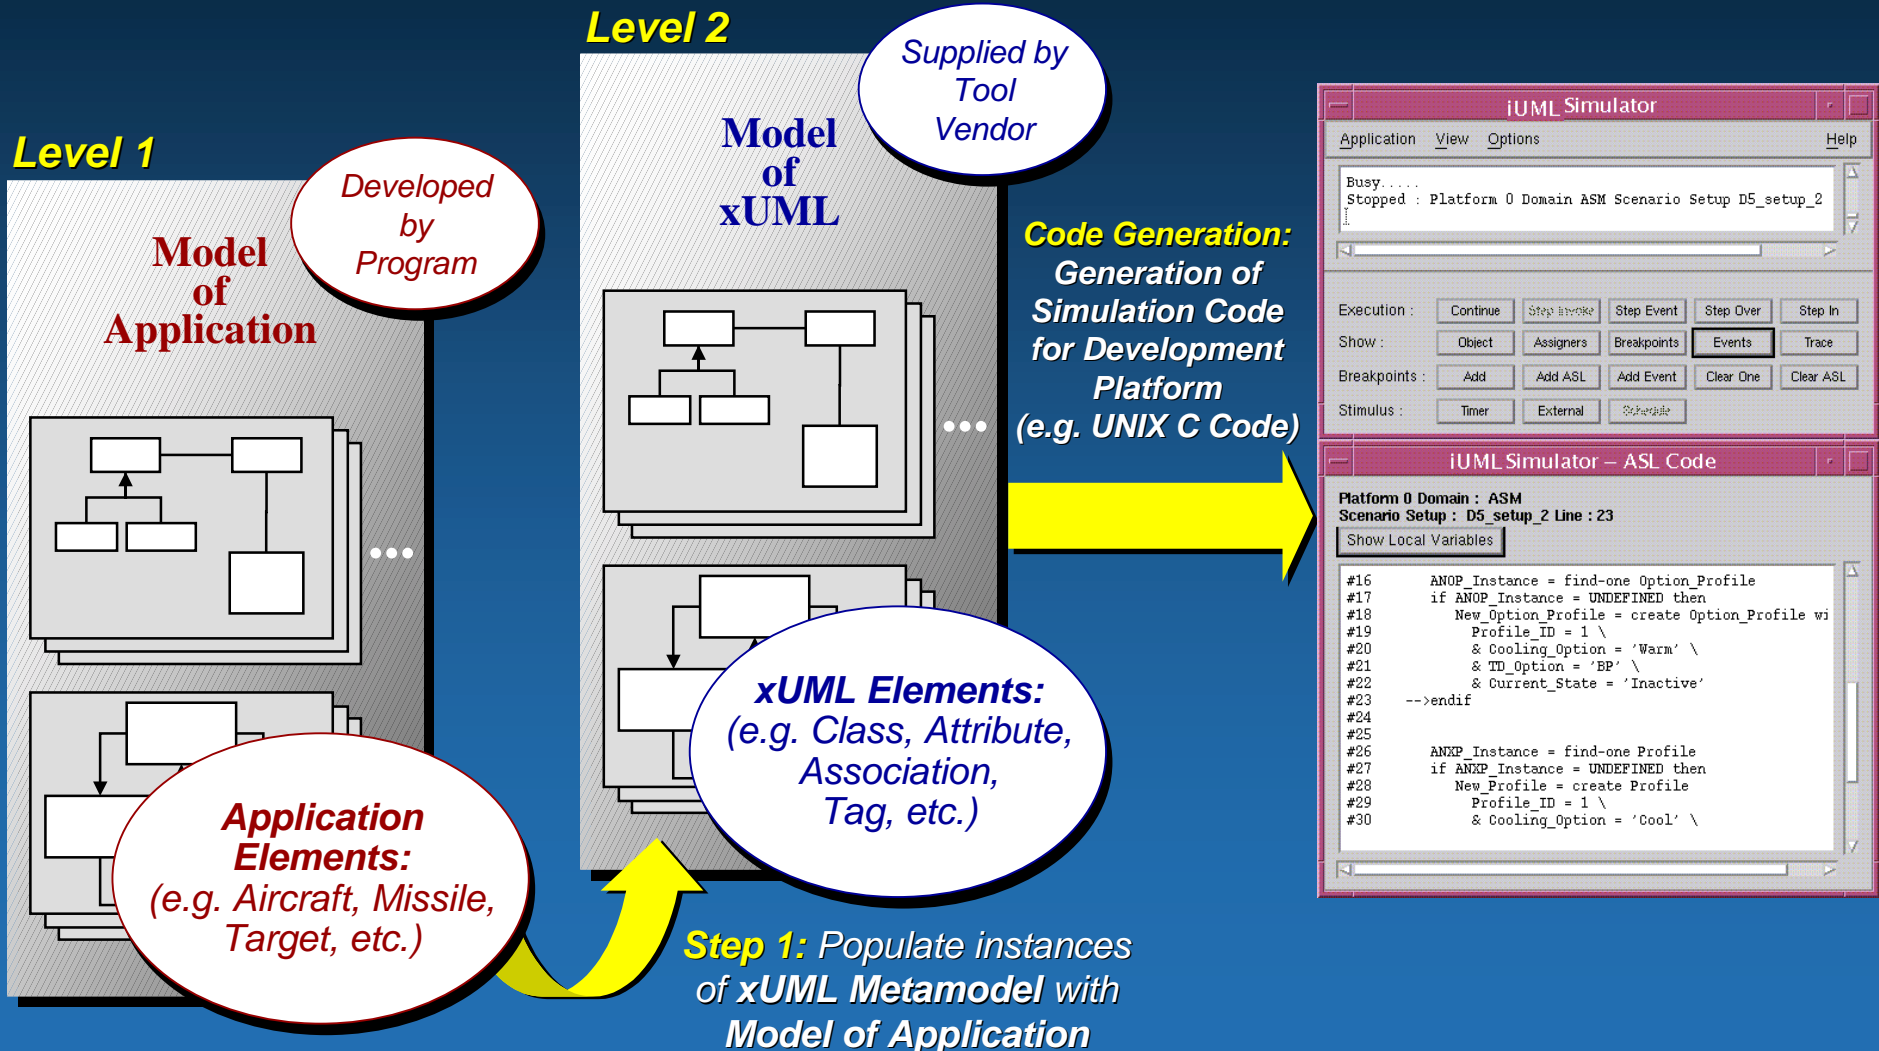 Level 1
Developed
by
Program
Model
of
Application
Application
Elements:
(e.g. Aircraft, Missile,
Target, etc.)
Level 2
Supplied by
Tool
Vendor
Model
of
xUML
xUML Elements:
(e.g. Class, Attribute,
Association,
Tag, etc.)
Step 1: Populate instances
of xUML Metamodel with
Model of Application
Code Generation:
Generation of
Simulation Code
for Development
Platform
(e.g. UNIX C Code)
iUML Simulator
Application View Options Help
Busy.....
Stopped : Platform 0 Domain ASM Scenario Setup D5_setup_2
Execution : Continue Step Invoke Step Event Step Over Step In
Show : Object Assigners Breakpoints Events Trace
Breakpoints : Add Add ASL Add Event Clear One Clear ASL
Stimulus : Timer External Schedule
iUML Simulator – ASL Code
Platform 0 Domain : ASM
Scenario Setup : D5_setup_2 Line : 23
Show Local Variables
#16 ANOP_Instance = find-one Option_Profile
#17 if ANOP_Instance = UNDEFINED then
#18 New_Option_Profile = create Option_Profile wi
#19 Profile_ID = 1 \
#20 & Cooling_Option = 'Warm' \
#21 & TD_Option = 'BP' \
#22 & Current_State = 'Inactive'
#23 -->endif
#24
#25
#26 ANXP_Instance = find-one Profile
#27 if ANXP_Instance = UNDEFINED then
#28 New_Profile = create Profile
#29 Profile_ID = 1 \
#30 & Cooling_Option = 'Cool' \